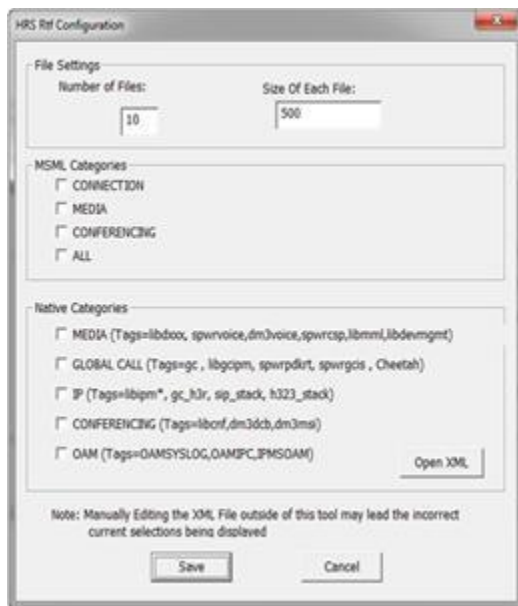 HRS Rtf Configuration
File Settings
Number of Files:
Size Of Each File:
10
500
MSML Categories
CONNECTION
MEDIA
CONFERENCING
ALL
Native Categories
MEDIA (Tags=libdxxx, spwrvoice,dm3voice,spwrcsp,libmml,libdevmgmt)
GLOBAL CALL (Tags=gc , libgcipm, spwrpdkrt, spwrgcis , Cheetah)
IP (Tags=libipm*, gc_h3r, sip_stack, h323_stack)
CONFERENCING (Tags=libcnf,dm3dcb,dm3msi)
OAM (Tags=OAMSYSLOG,OAMIPC,IPMSOAM)
Open XML
Note: Manually Editing the XML File outside of this tool may lead the incorrect
current selections being displayed
Save
Cancel